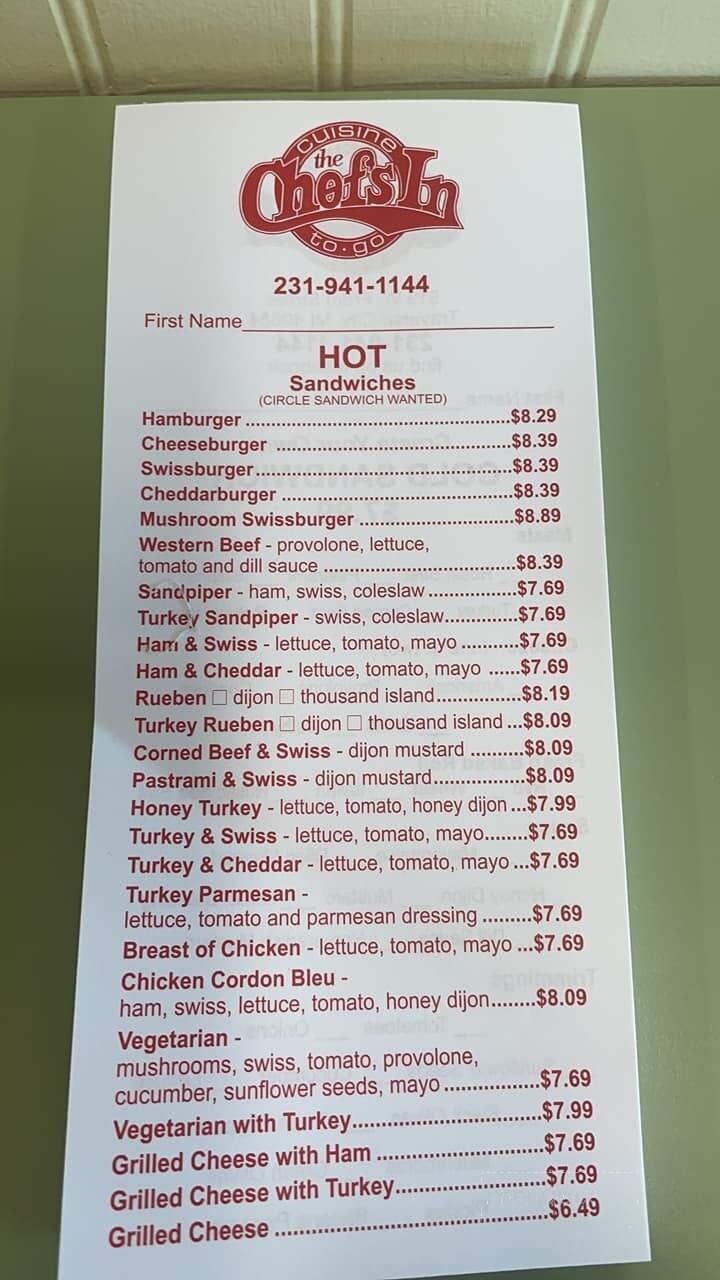 cuisine
the
Chef's In
to·go
231-941-1144
First Name
HOT
Sandwiches
(CIRCLE SANDWICH WANTED)
Hamburger ..........$8.29
Cheeseburger ..........$8.39
Swissburger..........$8.39
Cheddarburger ..........$8.39
Mushroom Swissburger ..........$8.89
Western Beef - provolone, lettuce,
tomato and dill sauce ..........$8.39
Sandpiper - ham, swiss, coleslaw..........$7.69
Turkey Sandpiper - swiss, coleslaw..........$7.69
Ham & Swiss - lettuce, tomato, mayo ..........$7.69
Ham & Cheddar - lettuce, tomato, mayo ......$7.69
Rueben ☐ dijon ☐ thousand island..........$8.19
Turkey Rueben ☐ dijon ☐ thousand island ...$8.09
Corned Beef & Swiss - dijon mustard .........$8.09
Pastrami & Swiss - dijon mustard..........$8.09
Honey Turkey - lettuce, tomato, honey dijon ...$7.99
Turkey & Swiss - lettuce, tomato, mayo........$7.69
Turkey & Cheddar - lettuce, tomato, mayo ...$7.69
Turkey Parmesan -
lettuce, tomato and parmesan dressing .........$7.69
Breast of Chicken - lettuce, tomato, mayo ...$7.69
Chicken Cordon Bleu -
ham, swiss, lettuce, tomato, honey dijon........$8.09
Vegetarian -
mushrooms, swiss, tomato, provolone,
cucumber, sunflower seeds, mayo ..........$7.69
Vegetarian with Turkey..........$7.99
Grilled Cheese with Ham ..........$7.69
Grilled Cheese with Turkey..........$7.69
Grilled Cheese ..........$6.49